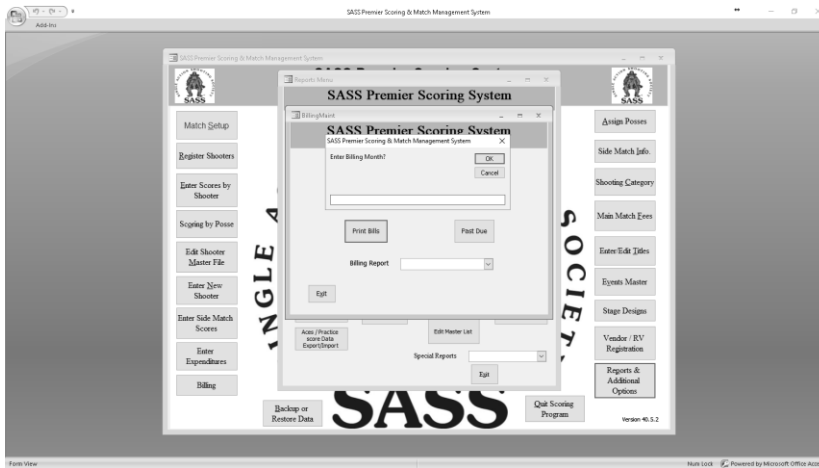 SASS Premier Scoring & Match Management System
Add-Ins
SASS Premier Scoring & Match Management System
Reports Menu
SASS Premier Scoring System
SASS
SASS
BillingMaint
SASS Premier Scoring System
SASS Premier Scoring & Match Management System
Enter Billing Month?
OK
Cancel
Print Bills
Past Due
Billing Report
Exit
Match Setup
Register Shooters
Enter Scores by
Shooter
Scoring by Posse
Edit Shooter
Master File
Enter New
Shooter
Enter Side Match
Scores
Enter
Expenditures
Billing
Assign Posses
Side Match Info.
Shooting Category
Main Match Fees
Enter/Edit Titles
Events Master
Stage Designs
Vendor / RV
Registration
Reports &
Additional
Options
INGLE A
SOCIET
Aces / Practice
score Data
Export/Import
Edit Master List
Special Reports
Exit
Backup or
Restore Data
SASS
Quit Scoring
Program
Version 40.5.2
Form View
Num Lock
Powered by Microsoft Office Acce